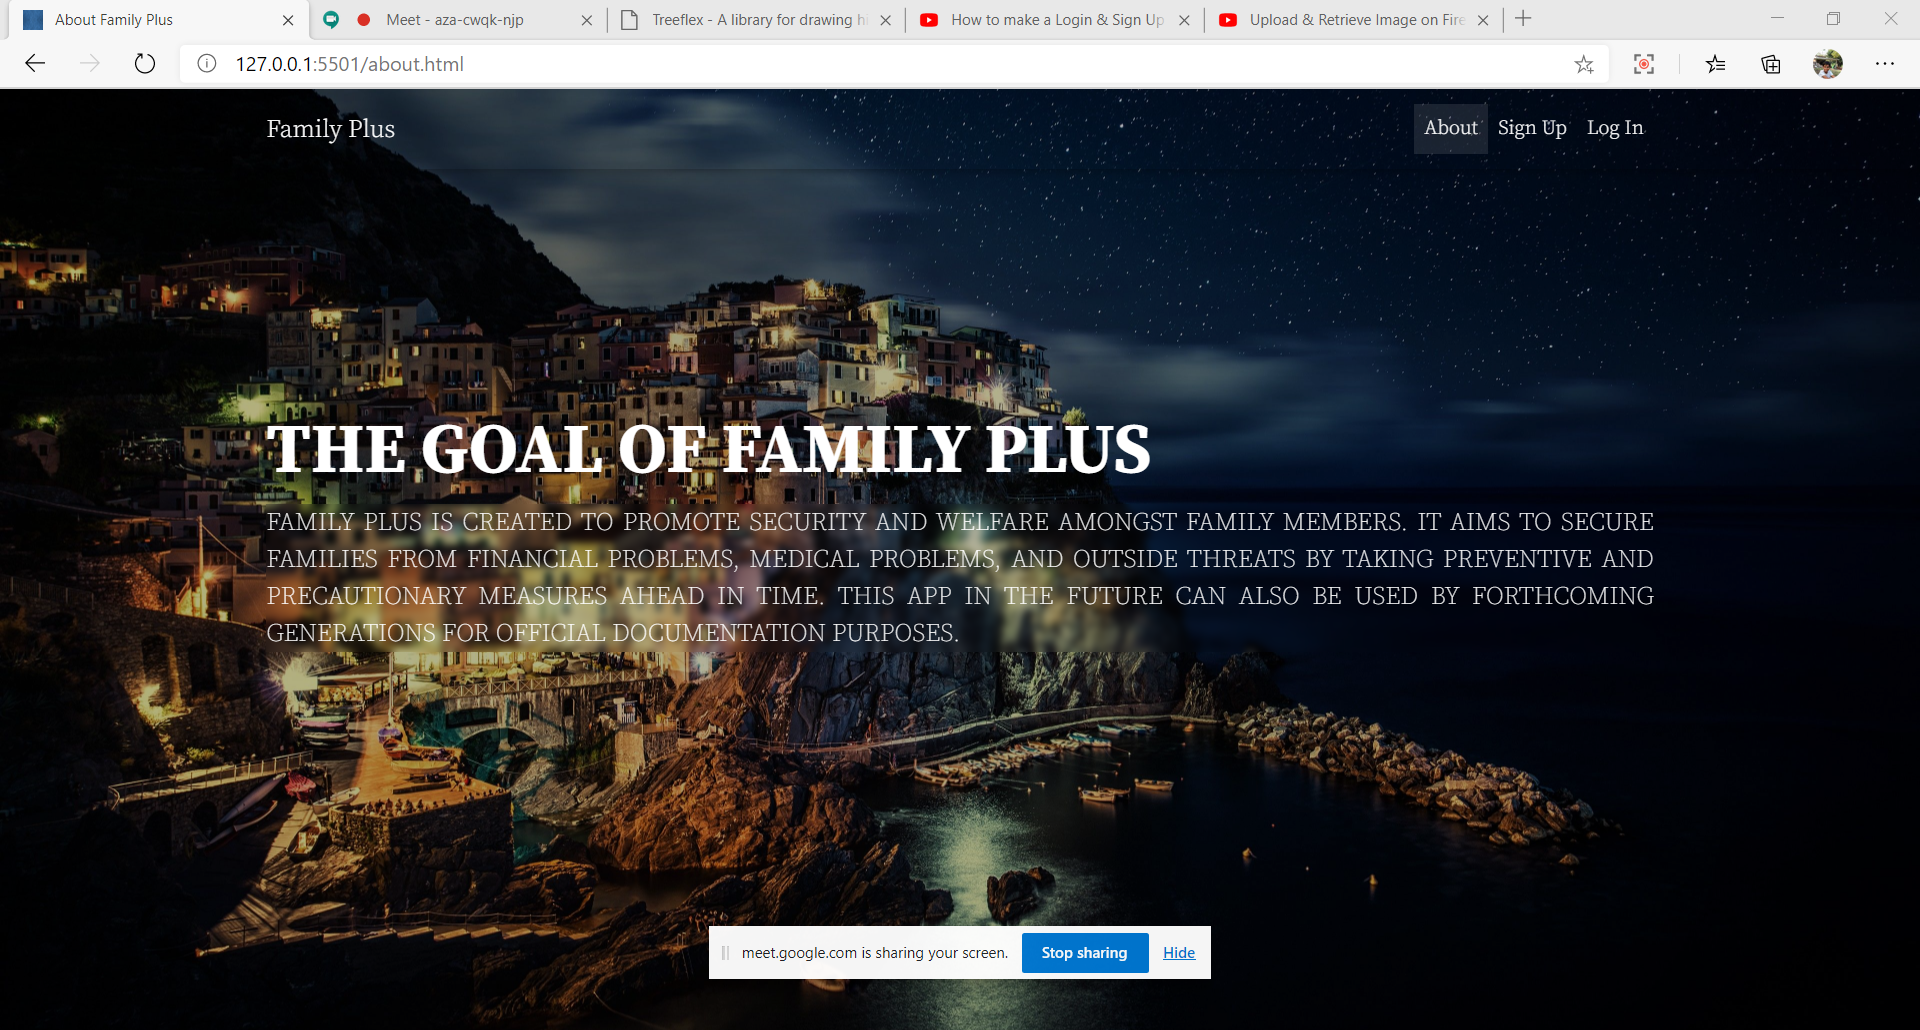 About Family Plus
Meet - aza-cwqk-njp
Treeflex - A library for drawing hi
How to make a Login & Sign Up
Upload & Retrieve Image on Fire
127.0.0.1:5501/about.html
Family Plus
About
Sign Up
Log In
THE GOAL OF FAMILY PLUS
FAMILY PLUS IS CREATED TO PROMOTE SECURITY AND WELFARE AMONGST FAMILY MEMBERS. IT AIMS TO SECURE
FAMILIES FROM FINANCIAL PROBLEMS, MEDICAL PROBLEMS, AND OUTSIDE THREATS BY TAKING PREVENTIVE AND
PRECAUTIONARY MEASURES AHEAD IN TIME. THIS APP IN THE FUTURE CAN ALSO BE USED BY FORTHCOMING
GENERATIONS FOR OFFICIAL DOCUMENTATION PURPOSES.
meet.google.com is sharing your screen.
Stop sharing
Hide